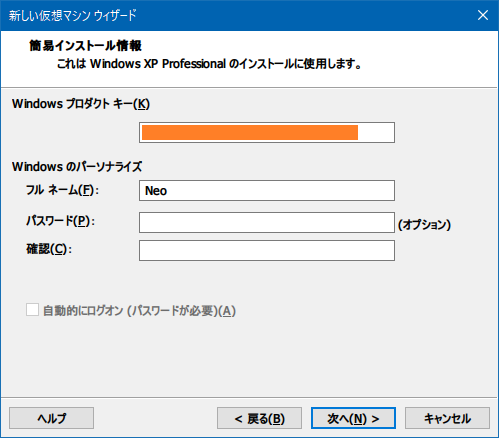 新しい仮想マシン ウィザード
簡易インストール情報
これは Windows XP Professional のインストールに使用します。
Windows プロダクト キー(K)
Windows のパーソナライズ
フル ネーム(F):
Neo
パスワード(P):
(オプション)
確認(C):
自動的にログオン (パスワードが必要)(A)
ヘルプ
< 戻る(B)
次へ(N) >
キャンセル